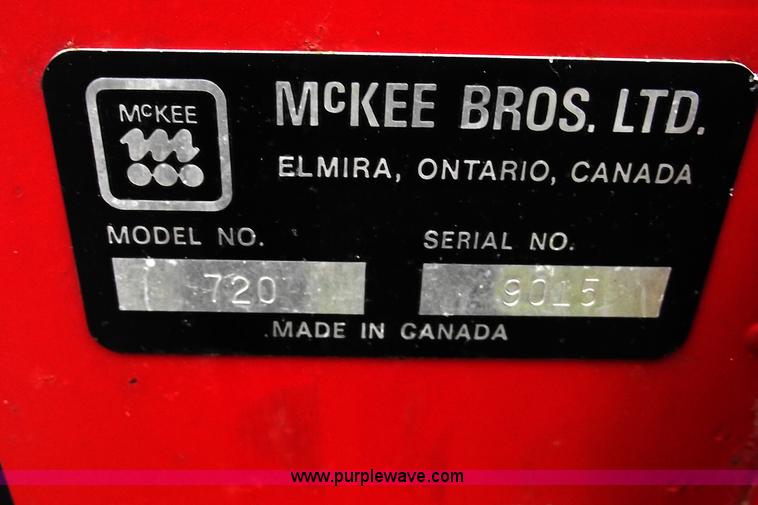 McKEE
McKEE BROS. LTD.
ELMIRA, ONTARIO, CANADA
MODEL NO. SERIAL NO.
720 9015
MADE IN CANADA
www.purplewave.com